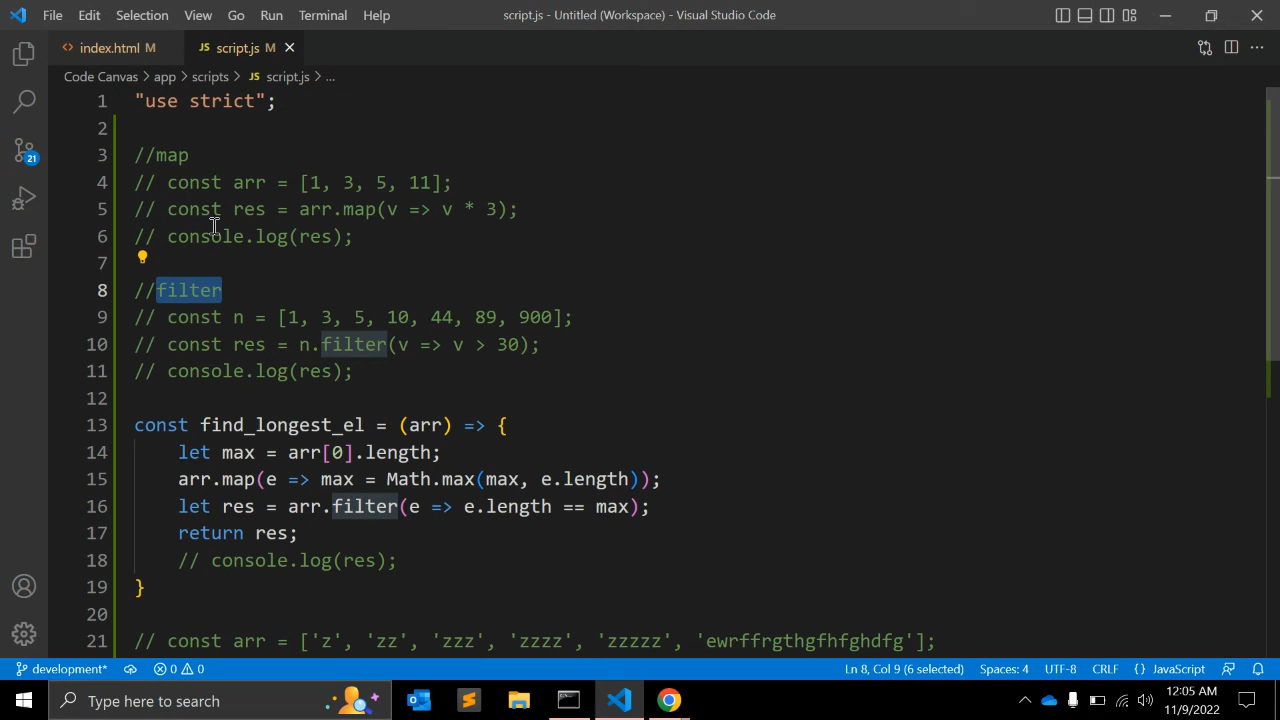 File Edit Selection View Go Run Terminal Help script.js - Untitled (Workspace) - Visual Studio Code
index.html M JS script.js M
Code Canvas > app > scripts > JS script.js > ...
1 "use strict";
2
3 //map
4 // const arr = [1, 3, 5, 11];
5 // const res = arr.map(v => v * 3);
6 // console.log(res);
7
8 //filter
9 // const n = [1, 3, 5, 10, 44, 89, 900];
10 // const res = n.filter(v => v > 30);
11 // console.log(res);
12
13 const find_longest_el = (arr) => {
14 let max = arr[0].length;
15 arr.map(e => max = Math.max(max, e.length));
16 let res = arr.filter(e => e.length == max);
17 return res;
18 // console.log(res);
19 }
20
21 // const arr = ['z', 'zz', 'zzz', 'zzzz', 'zzzzz', 'ewrffrgthgfhfghdfg'];
21
development* 0 0 Ln 8, Col 9 (6 selected) Spaces: 4 UTF-8 CRLF {} JavaScript
Type here to search
12:05 AM
11/9/2022